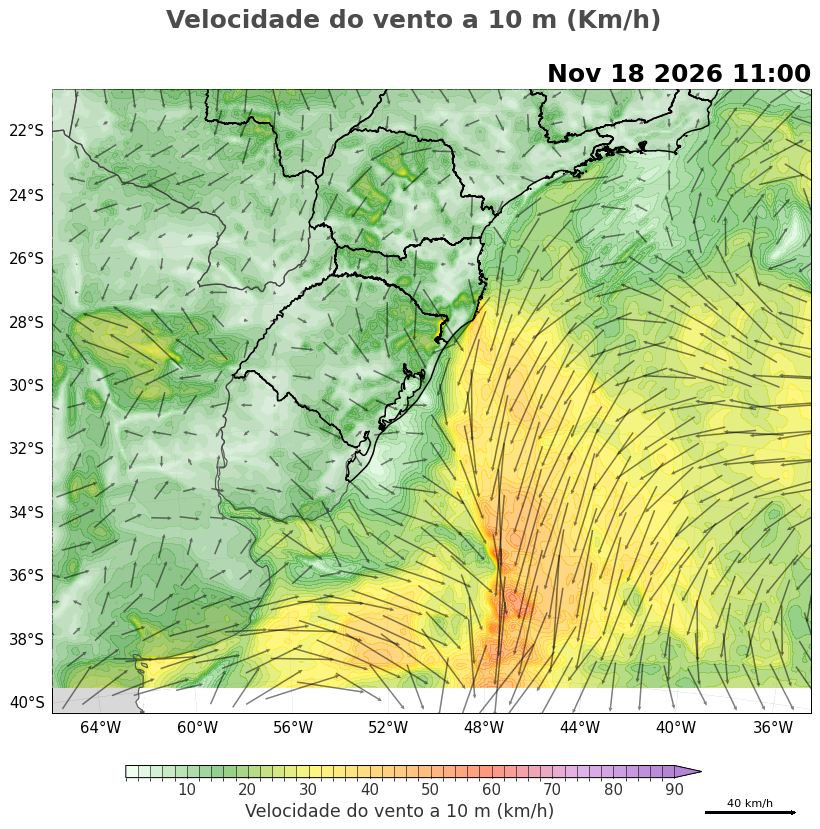 Velocidade do vento a 10 m (Km/h)
Nov 18 2026 11:00
22°S
24°S
26°S
28°S
30°S
32°S
34°S
36°S
38°S
40°S
64°W 60°W 56°W 52°W 48°W 44°W 40°W 36°W
10 20 30 40 50 60 70 80 90
Velocidade do vento a 10 m (km/h)
40 km/h